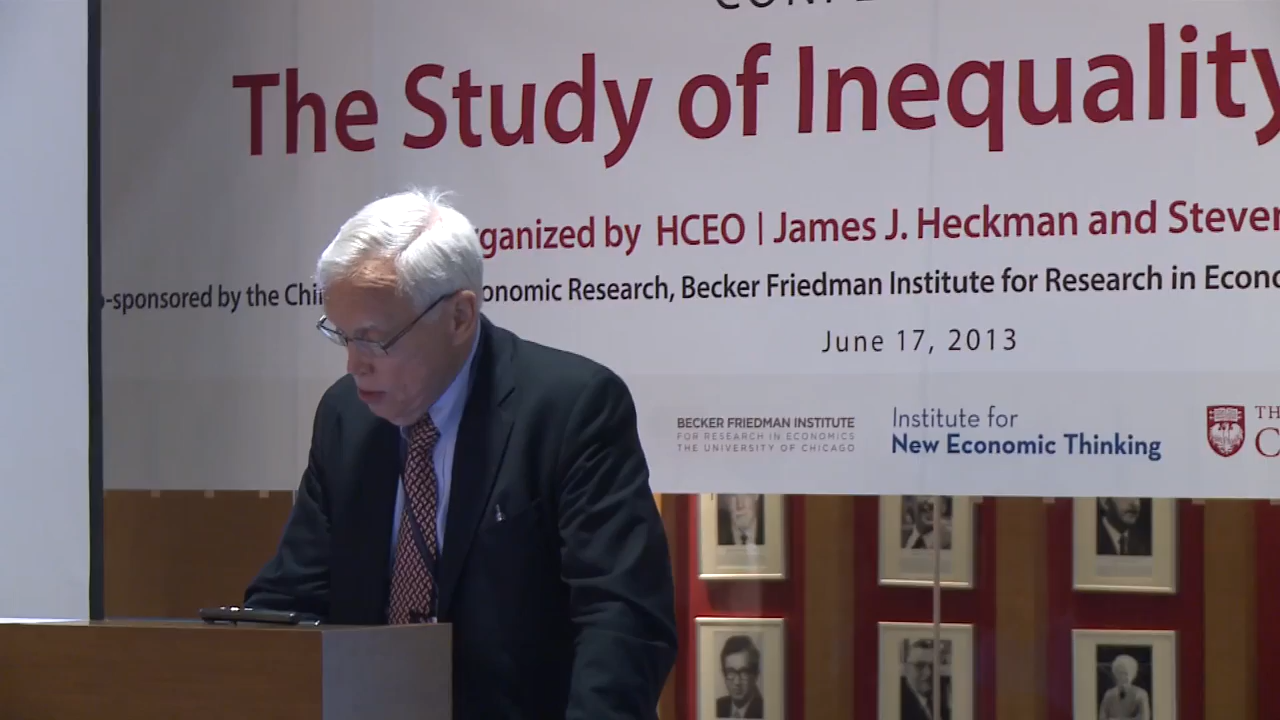 The Study of Inequality
rganized by HCEO | James J. Heckman and Steven
-sponsored by the Chi onomic Research, Becker Friedman Institute for Research in Econo
June 17, 2013
BECKER FRIEDMAN INSTITUTE
FOR RESEARCH IN ECONOMICS
THE UNIVERSITY OF CHICAGO
Institute for
New Economic Thinking
TH
C